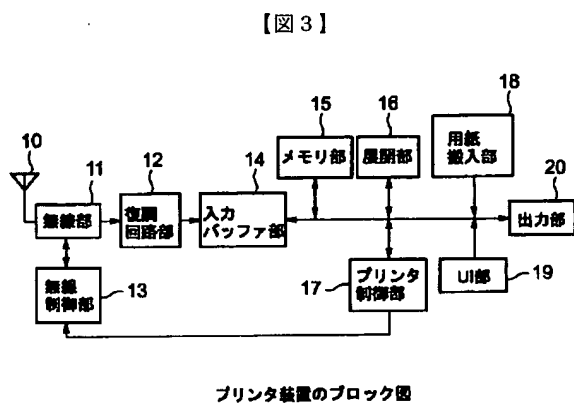 【図3】
10
11
無線部
12
復調
回路部
13
無線
制御部
14
入力
バッファ部
15
メモリ部
16
展開部
17
プリンタ
制御部
18
用紙
搬入部
19
UI部
20
出力部
プリンタ装置のブロック図